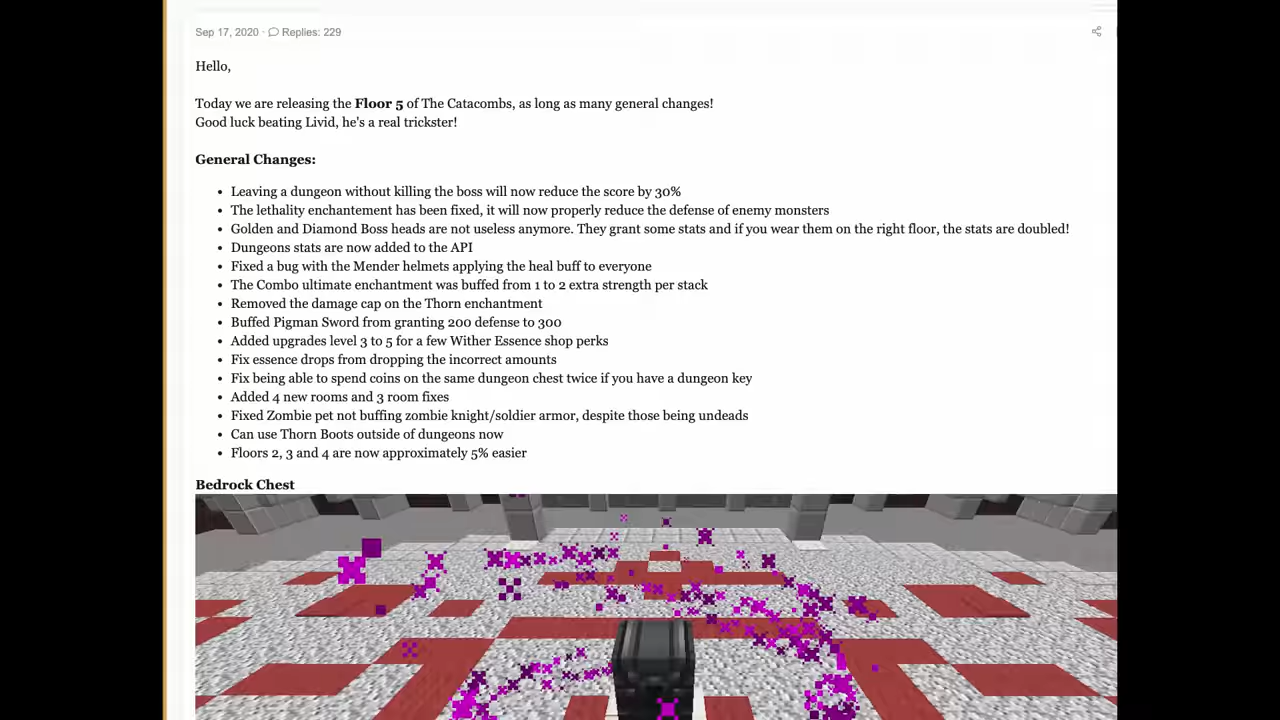 Sep 17, 2020 · Replies: 229
Hello,
Today we are releasing the Floor 5 of The Catacombs, as long as many general changes!
Good luck beating Livid, he's a real trickster!
General Changes:
• Leaving a dungeon without killing the boss will now reduce the score by 30%
• The lethality enchantement has been fixed, it will now properly reduce the defense of enemy monsters
• Golden and Diamond Boss heads are not useless anymore. They grant some stats and if you wear them on the right floor, the stats are doubled!
• Dungeons stats are now added to the API
• Fixed a bug with the Mender helmets applying the heal buff to everyone
• The Combo ultimate enchantment was buffed from 1 to 2 extra strength per stack
• Removed the damage cap on the Thorn enchantment
• Buffed Pigman Sword from granting 200 defense to 300
• Added upgrades level 3 to 5 for a few Wither Essence shop perks
• Fix essence drops from dropping the incorrect amounts
• Fix being able to spend coins on the same dungeon chest twice if you have a dungeon key
• Added 4 new rooms and 3 room fixes
• Fixed Zombie pet not buffing zombie knight/soldier armor, despite those being undeads
• Can use Thorn Boots outside of dungeons now
• Floors 2, 3 and 4 are now approximately 5% easier
Bedrock Chest